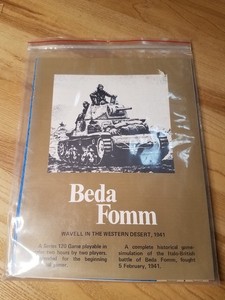 Beda
Fomm
WAVELL IN THE WESTERN DESERT, 1941
Series 120 Game playable in
two hours by two players.
for the beginning
A complete historical game-
simulation of the Italo-British
battle of Beda Fomm, fought
5 February, 1941.